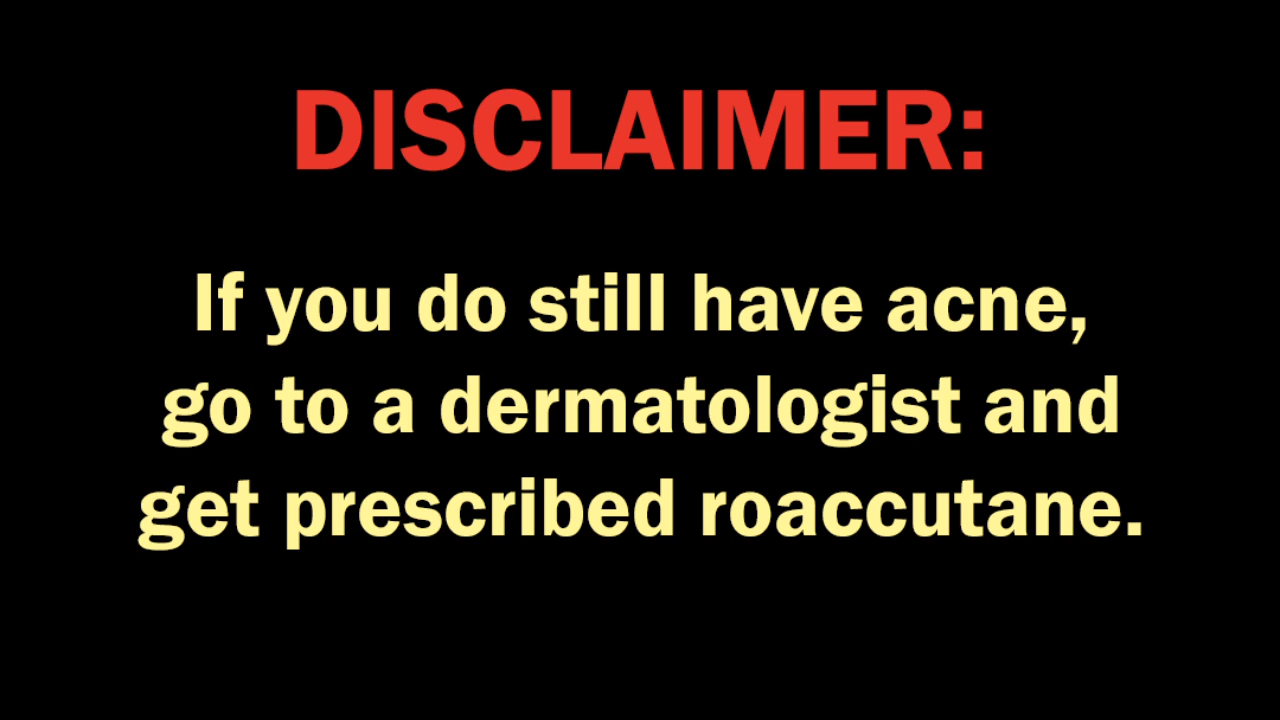 DISCLAIMER:
If you do still have acne,
go to a dermatologist and
get prescribed roaccutane.